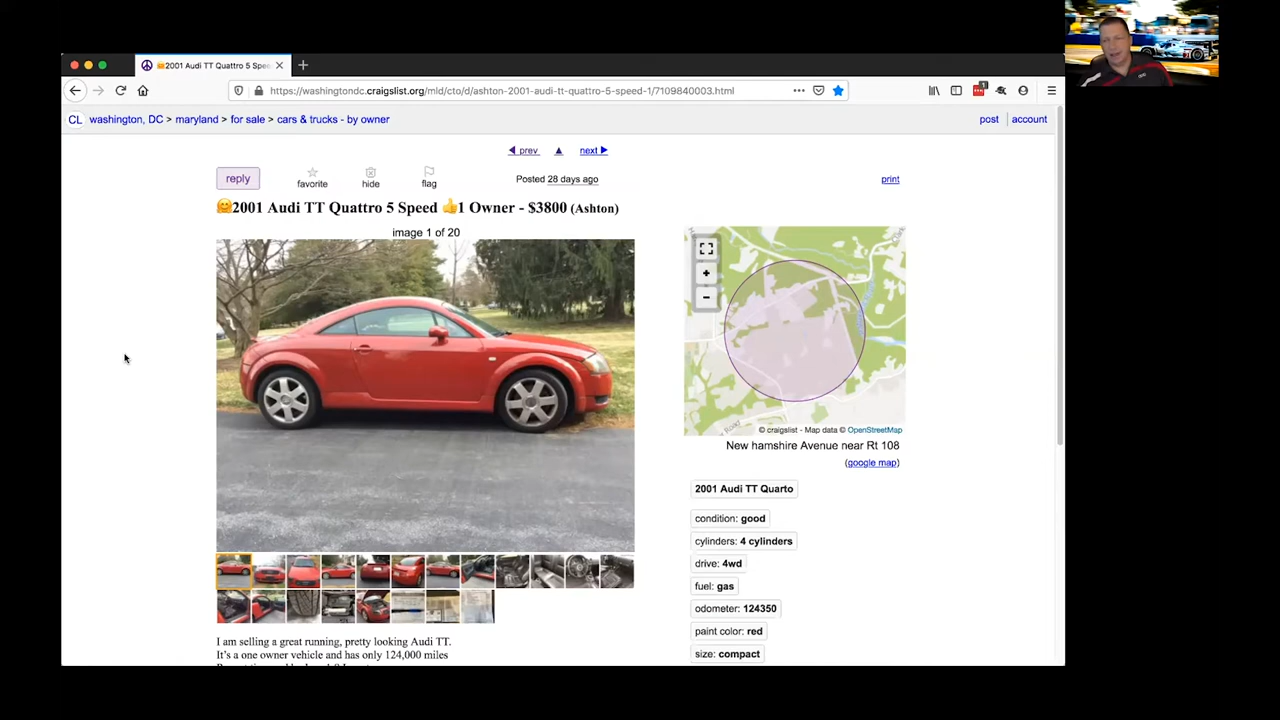 2001 Audi TT Quattro 5 Spee
https://washingtondc.craigslist.org/mld/cto/d/ashton-2001-audi-tt-quattro-5-speed-1/7109840003.html
CL washington, DC > maryland > for sale > cars & trucks - by owner
post account
prev next
reply favorite hide flag Posted 28 days ago print
2001 Audi TT Quattro 5 Speed 1 Owner - $3800 (Ashton)
image 1 of 20
+
-
© craigslist - Map data © OpenStreetMap
New hamshire Avenue near Rt 108
(google map)
2001 Audi TT Quarto
condition: good
cylinders: 4 cylinders
drive: 4wd
fuel: gas
odometer: 124350
paint color: red
size: compact
I am selling a great running, pretty looking Audi TT.
It's a one owner vehicle and has only 124,000 miles